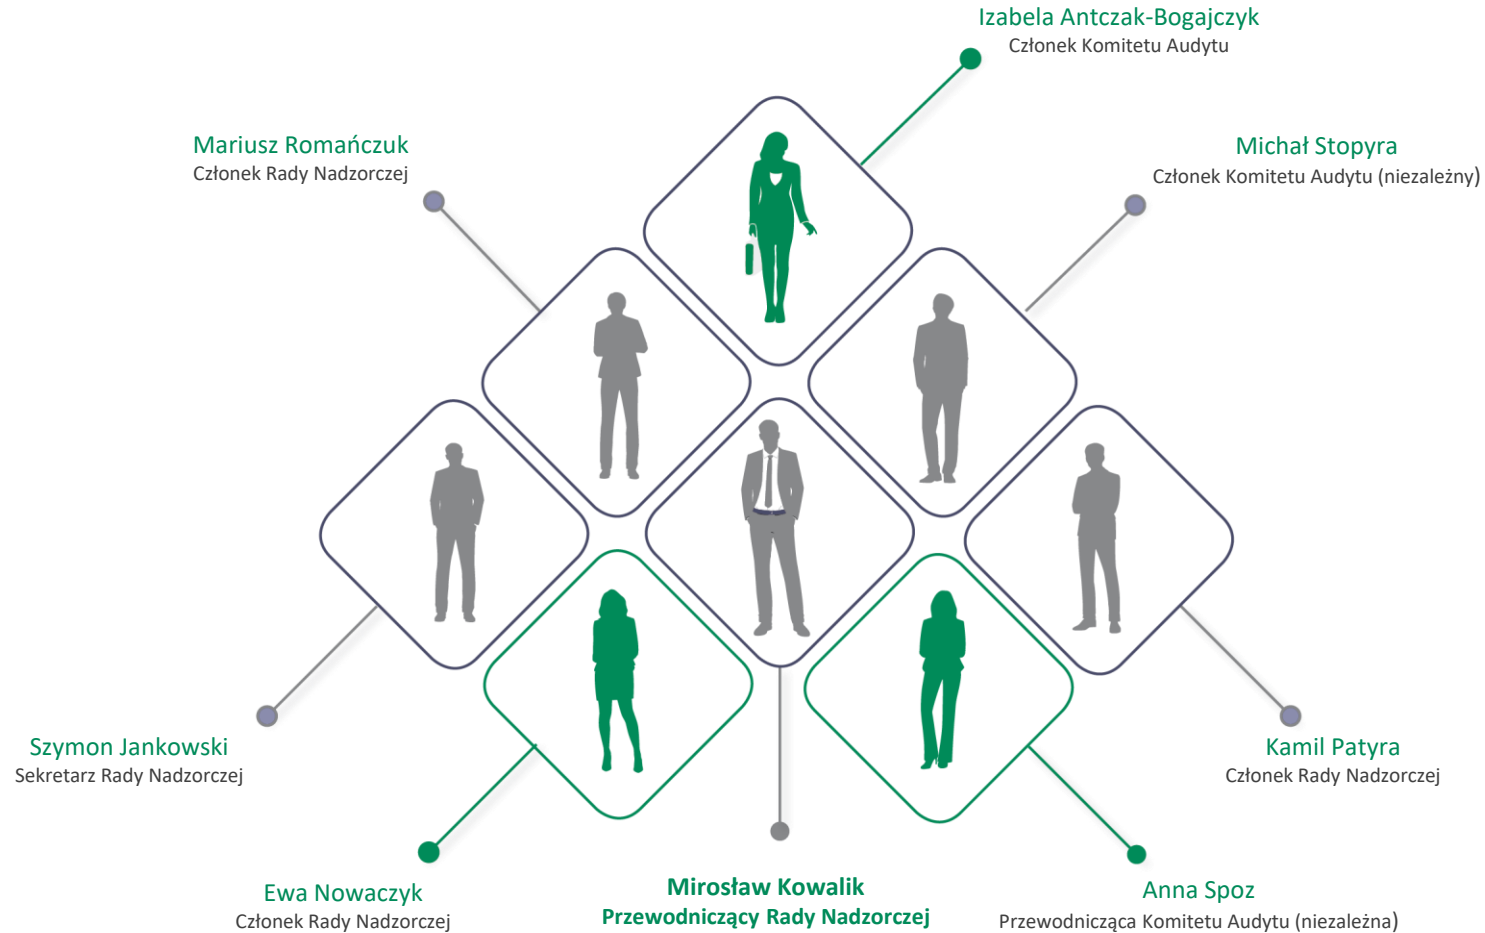 Izabela Antczak-Bogajczyk
Członek Komitetu Audytu
Mariusz Romańczuk
Członek Rady Nadzorczej
Michał Stopyra
Członek Komitetu Audytu (niezależny)
Szymon Jankowski
Sekretarz Rady Nadzorczej
Kamil Patyra
Członek Rady Nadzorczej
Ewa Nowaczyk
Członek Rady Nadzorczej
Mirosław Kowalik
Przewodniczący Rady Nadzorczej
Anna Spoz
Przewodnicząca Komitetu Audytu (niezależna)